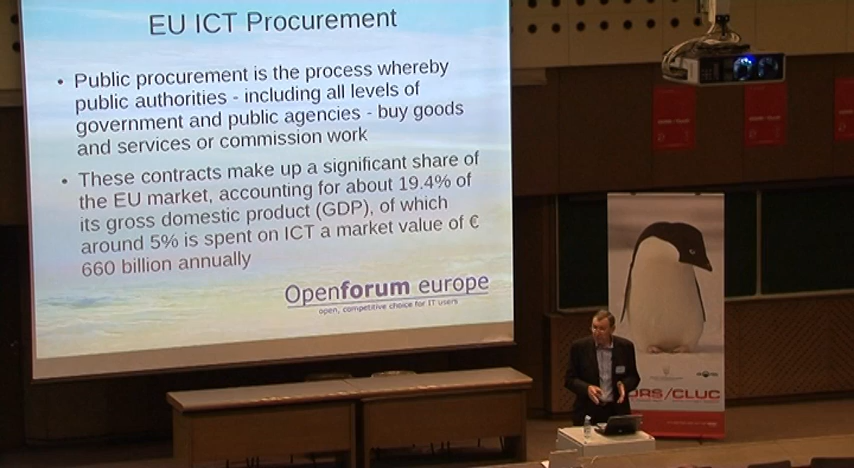 EU ICT Procurement
• Public procurement is the process whereby
public authorities - including all levels of
government and public agencies - buy goods
and services or commission work
• These contracts make up a significant share of
the EU market, accounting for about 19.4% of
its gross domestic product (GDP), of which
around 5% is spent on ICT a market value of €
660 billion annually
Openforum europe
open, competitive choice for IT users
ORS/CLUC